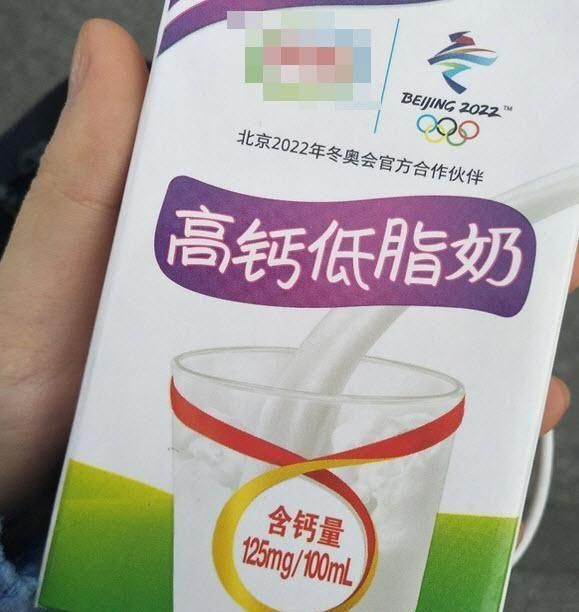 BEIJING 2022™
北京2022年冬奥会官方合作伙伴
高钙低脂奶
含钙量
125mg/100mL